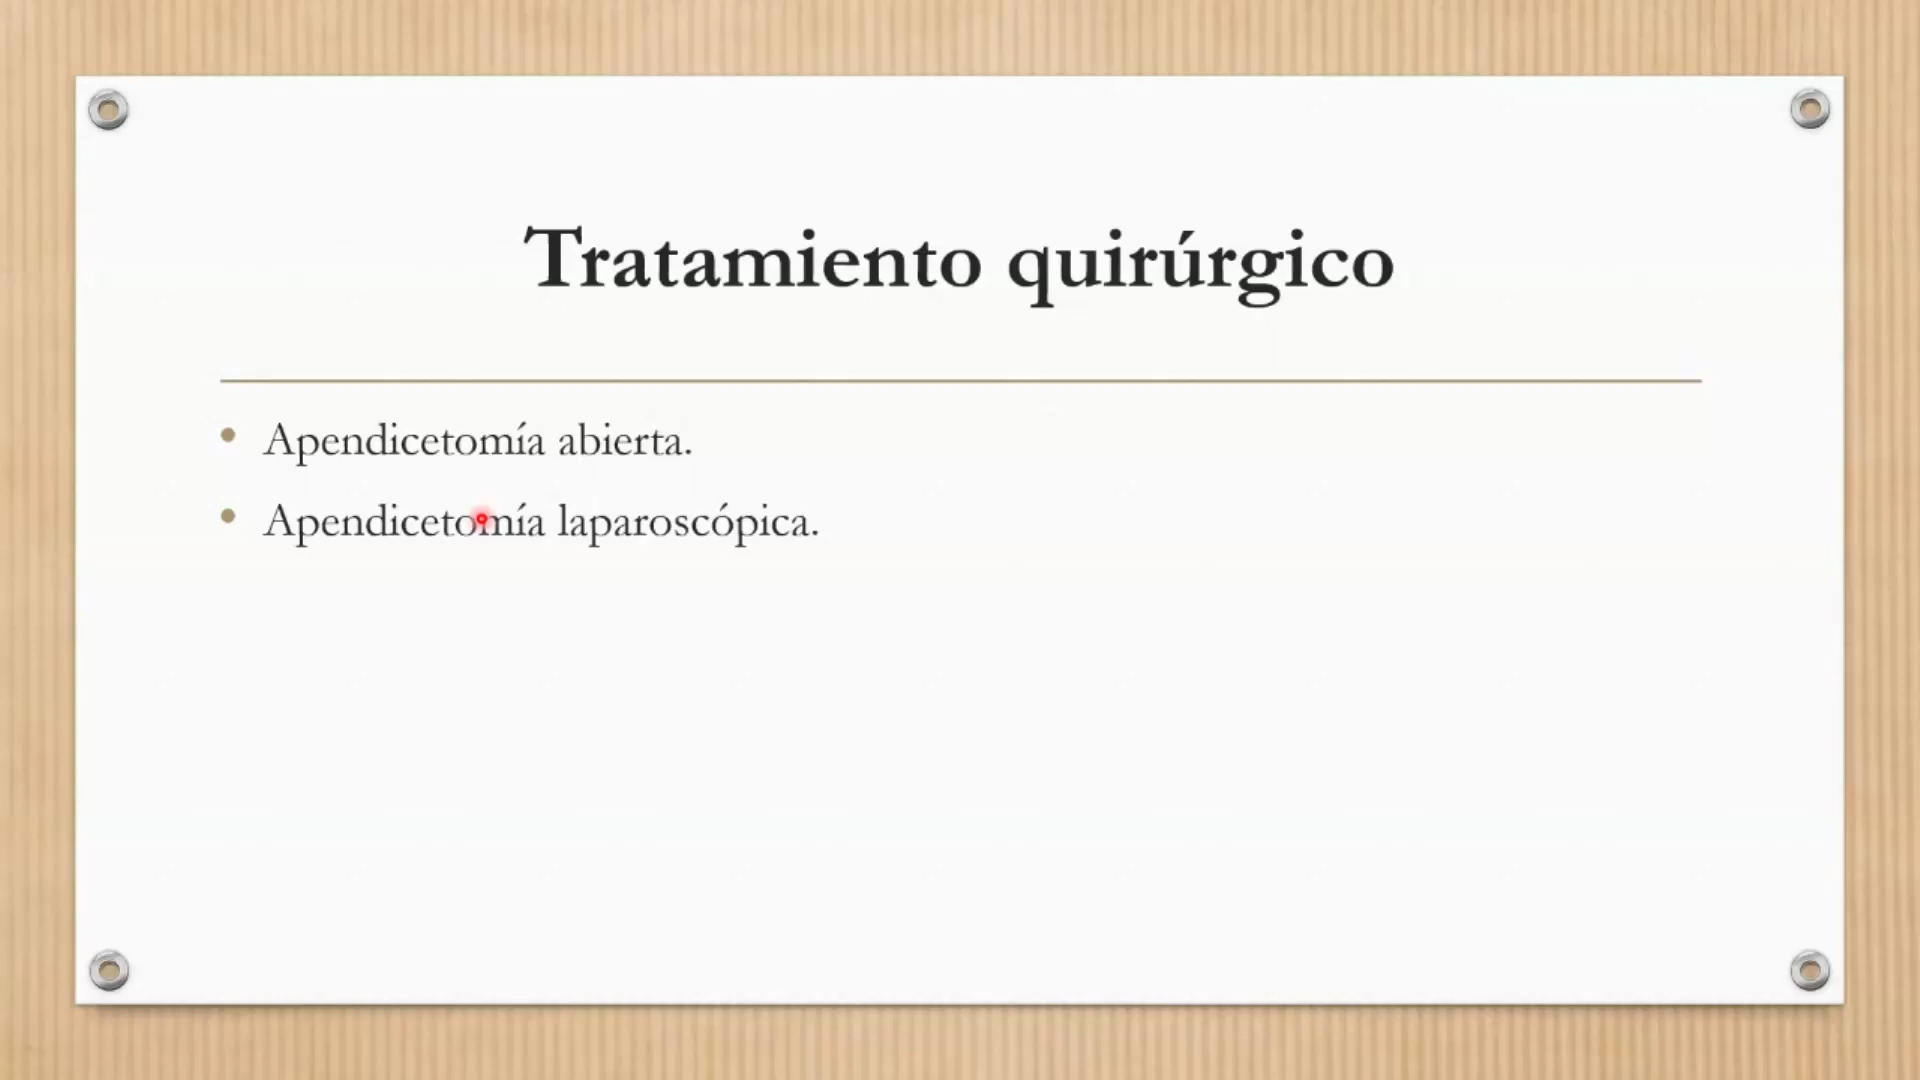 Tratamiento quirúrgico
Apendicetomía abierta.
Apendicetomía laparoscópica.